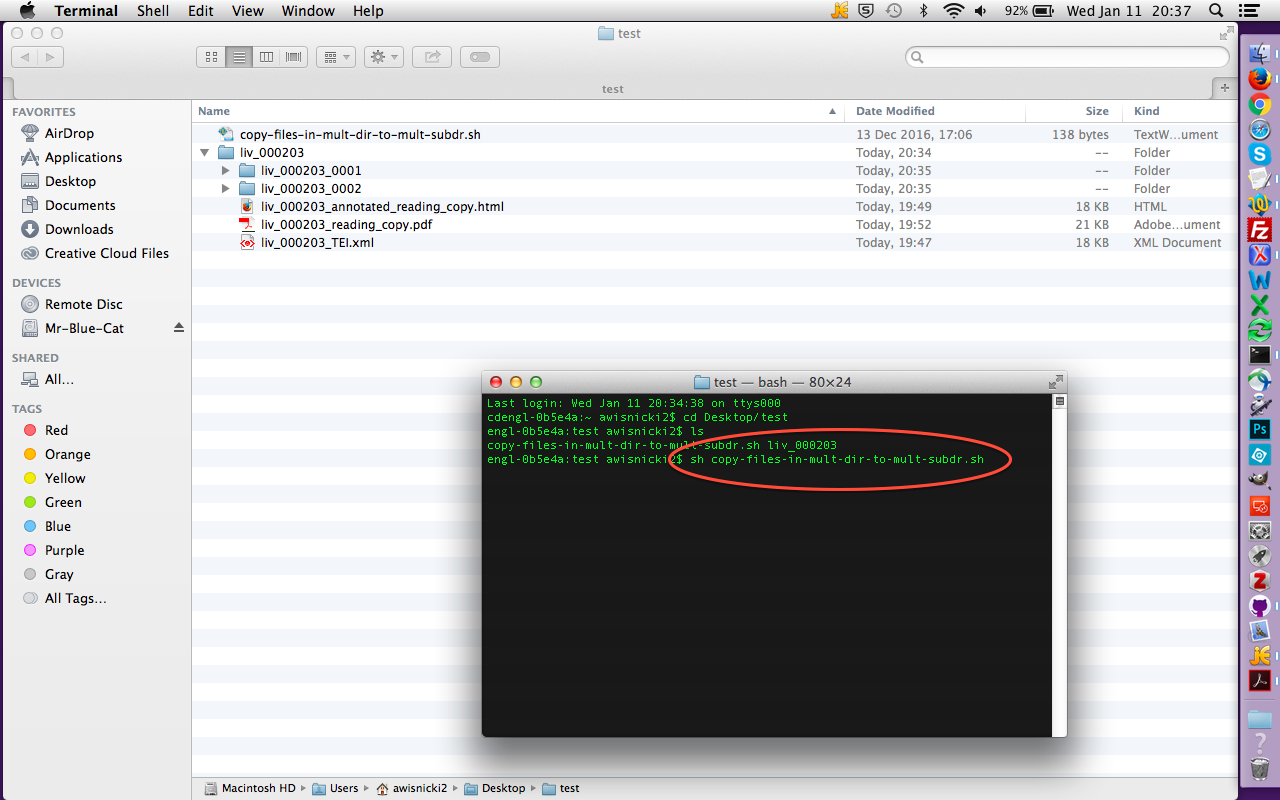 Terminal Shell Edit View Window Help 92% Wed Jan 11 20:37
test
test
FAVORITES
AirDrop
Applications
Desktop
Documents
Downloads
Creative Cloud Files
DEVICES
Remote Disc
Mr-Blue-Cat
SHARED
All...
TAGS
Red
Orange
Yellow
Green
Blue
Purple
Gray
All Tags...
Name Date Modified Size Kind
copy-files-in-mult-dir-to-mult-subdr.sh 13 Dec 2016, 17:06 138 bytes TextW...ument
liv_000203 Today, 20:34 -- Folder
liv_000203_0001 Today, 20:35 -- Folder
liv_000203_0002 Today, 20:35 -- Folder
liv_000203_annotated_reading_copy.html Today, 19:49 18 KB HTML
liv_000203_reading_copy.pdf Today, 19:52 21 KB Adobe...ument
liv_000203_TEI.xml Today, 19:47 18 KB XML Document
test — bash — 80×24
Last login: Wed Jan 11 20:34:38 on ttys000
cdengl-0b5e4a:~ awisnicki2$ cd Desktop/test
engl-0b5e4a:test awisnicki2$ ls
copy-files-in-mult-dir-to-mult-subdr.sh liv_000203
engl-0b5e4a:test awisnicki2$ sh copy-files-in-mult-dir-to-mult-subdr.sh
Macintosh HD Users awisnicki2 Desktop test